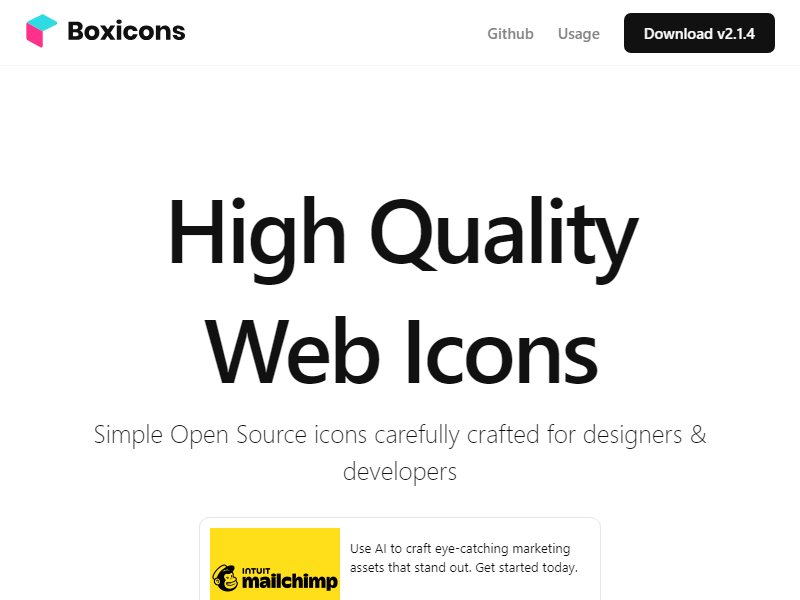 Boxicons
Github
Usage
Download v2.1.4
High Quality
Web Icons
Simple Open Source icons carefully crafted for designers &
developers
INTUIT
mailchimp
Use AI to craft eye-catching marketing
assets that stand out. Get started today.